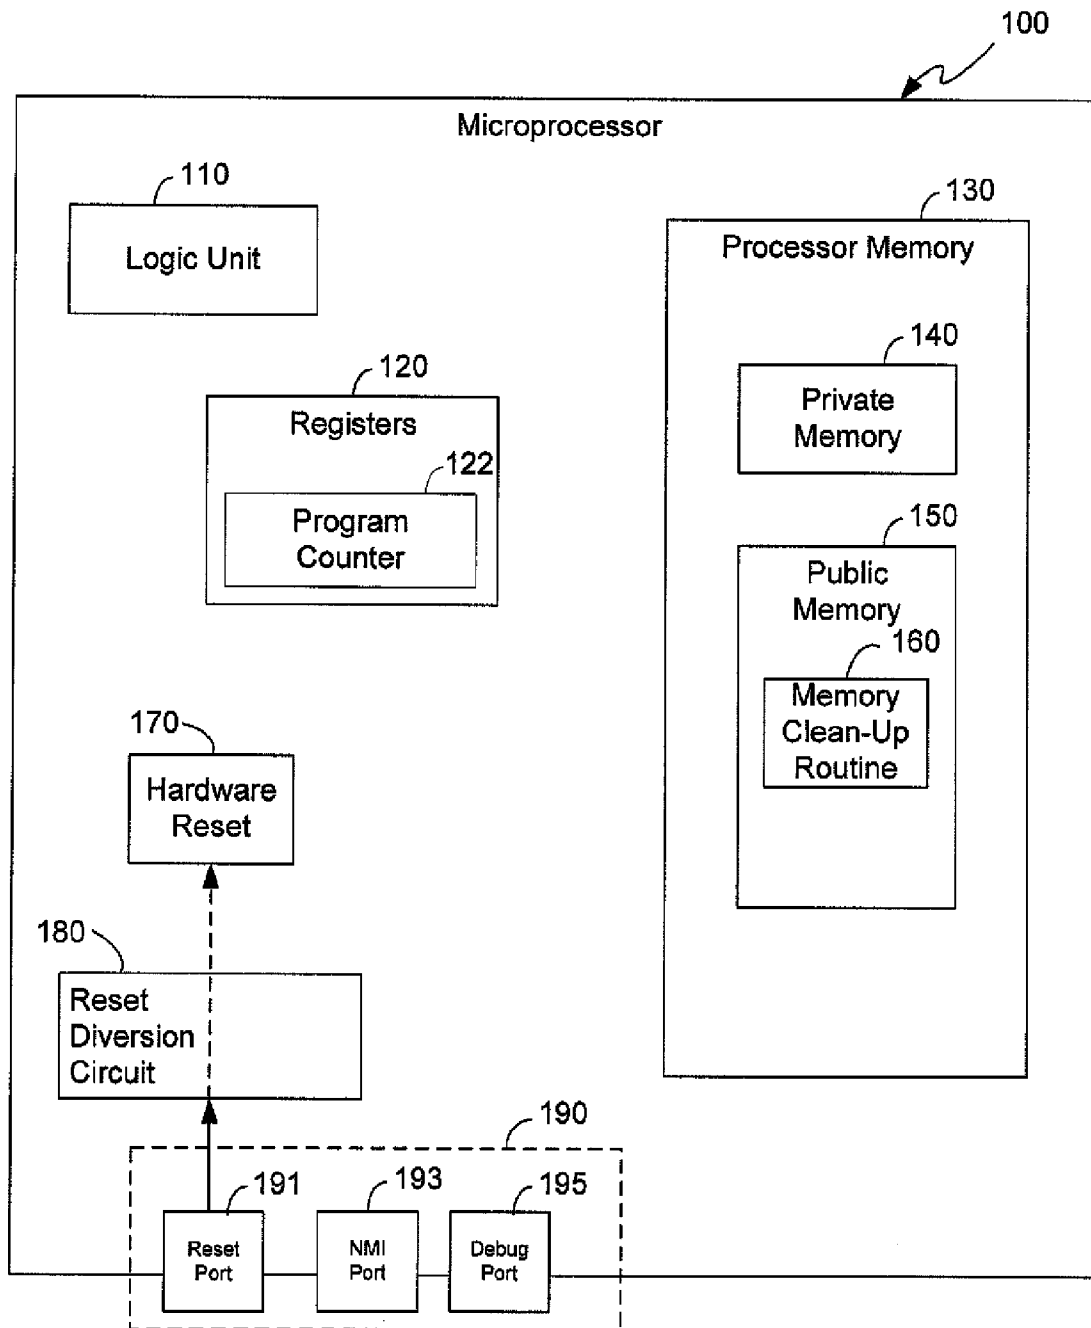 100
Microprocessor
110
Logic Unit
130
Processor Memory
120
Registers
122
Program
Counter
140
Private
Memory
150
Public
Memory
160
Memory
Clean-Up
Routine
170
Hardware
Reset
180
Reset
Diversion
Circuit
190
191
Reset
Port
193
NMI
Port
195
Debug
Port